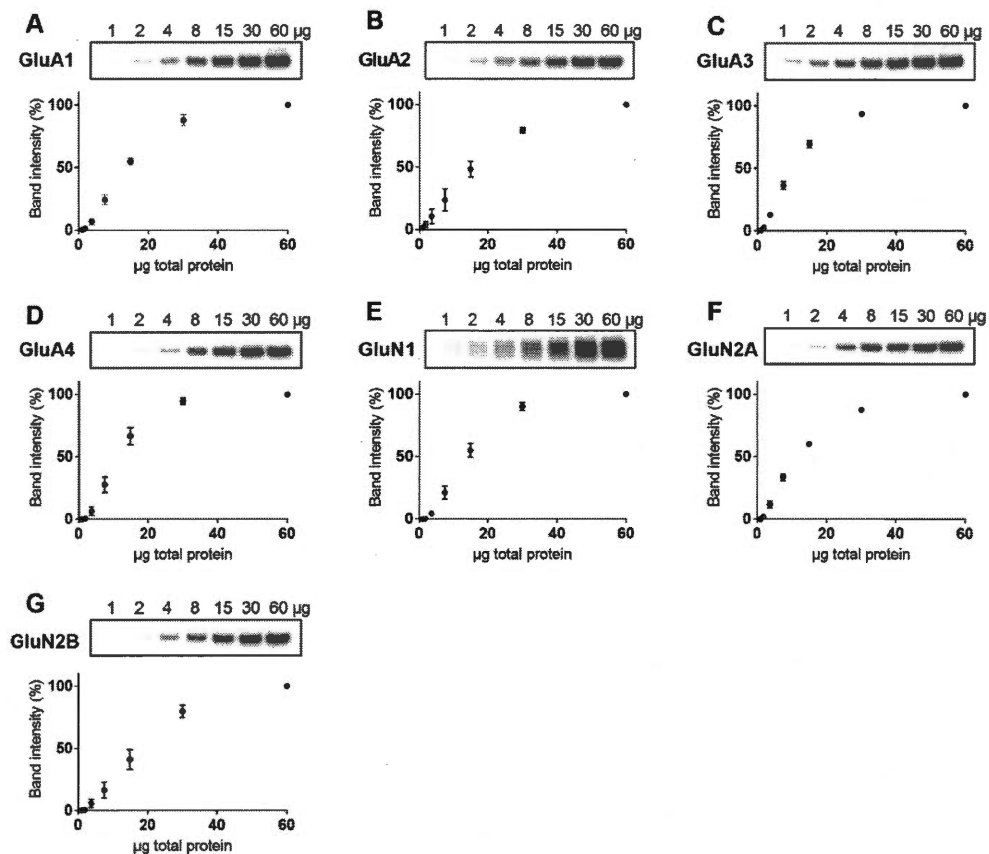 A
1 2 4 8 15 30 60 µg
GluA1
Band intensity (%)
100
50
0
0 20 40 60
µg total protein
B
1 2 4 8 15 30 60 µg
GluA2
Band intensity (%)
100
50
0
0 20 40 60
µg total protein
C
1 2 4 8 15 30 60 µg
GluA3
Band intensity (%)
100
50
0
0 20 40 60
µg total protein
D
1 2 4 8 15 30 60 µg
GluA4
Band intensity (%)
100
50
0
0 20 40 60
µg total protein
E
1 2 4 8 15 30 60 µg
GluN1
Band intensity (%)
100
50
0
0 20 40 60
µg total protein
F
1 2 4 8 15 30 60 µg
GluN2A
Band intensity (%)
100
50
0
0 20 40 60
µg total protein
G
1 2 4 8 15 30 60 µg
GluN2B
Band intensity (%)
100
50
0
0 20 40 60
µg total protein